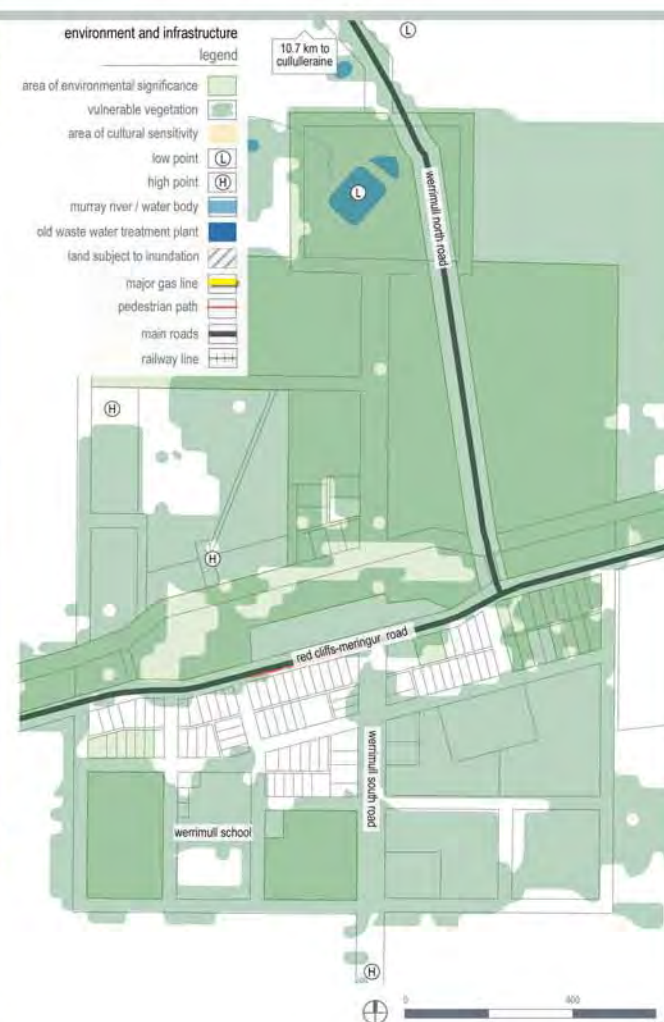 environment and infrastructure
legend
area of environmental significance
vulnerable vegetation
area of cultural sensitivity
low point L
high point H
murray river / water body
old waste water treatment plant
land subject to inundation
major gas line
pedestrian path
main roads
railway line
10.7 km to
cullulleraine
L
L
werrimull north road
H
H
red cliffs-meringur road
werrimull south road
werrimull school
H
0
400